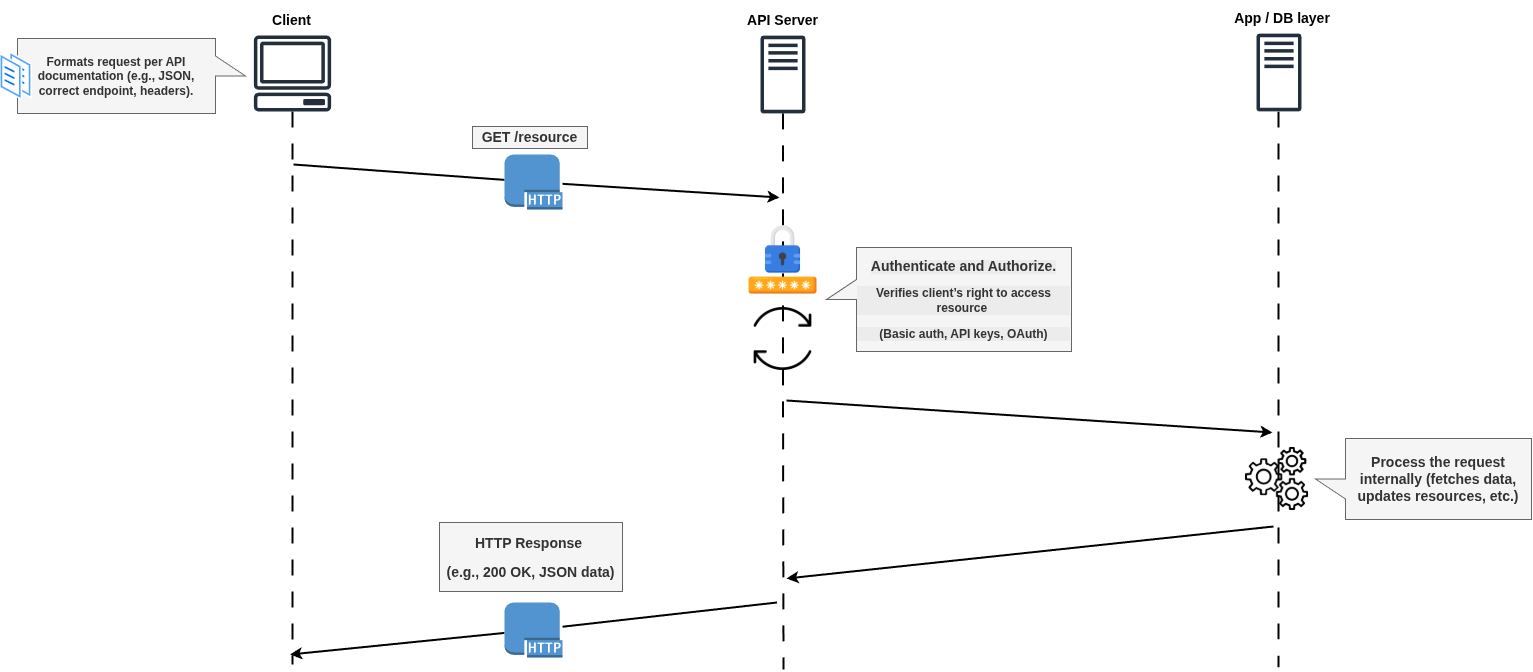 Client
API Server
App / DB layer
Formats request per API
documentation (e.g., JSON,
correct endpoint, headers).
GET /resource
HTTP
Authenticate and Authorize.
Verifies client’s right to access
resource
(Basic auth, API keys, OAuth)
Process the request
internally (fetches data,
updates resources, etc.)
HTTP Response
(e.g., 200 OK, JSON data)
HTTP